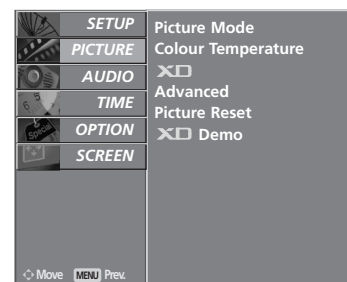 SETUP
PICTURE
AUDIO
TIME
OPTION
SCREEN
Move MENU Prev.
Picture Mode
Colour Temperature
XD
Advanced
Picture Reset
XD Demo